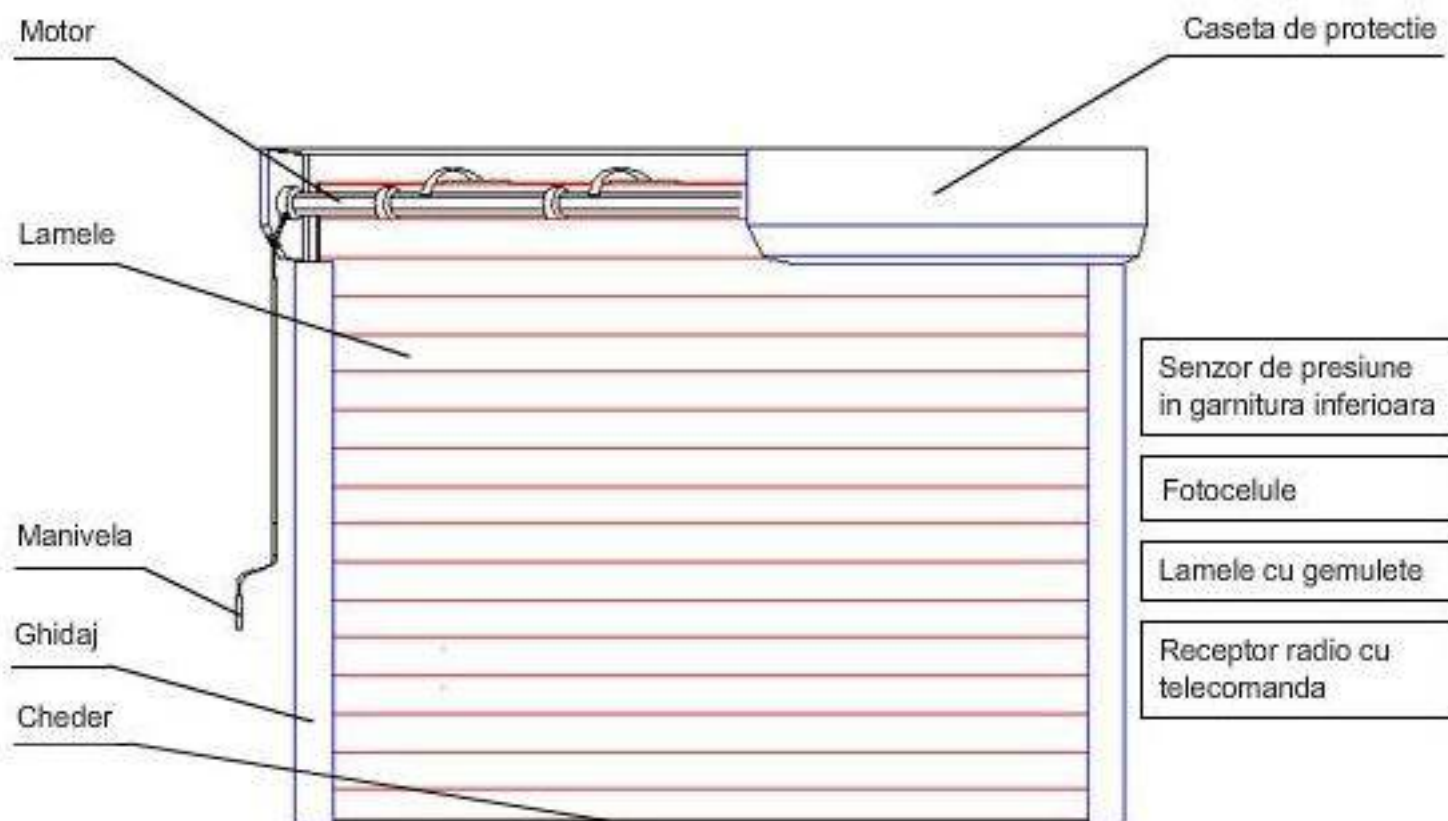 Motor
Caseta de protectie
Lamele
Senzor de presiune
in garnitura inferioara
Fotocelule
Manivela
Lamele cu gemulete
Ghidaj
Receptor radio cu
telecomanda
Cheder